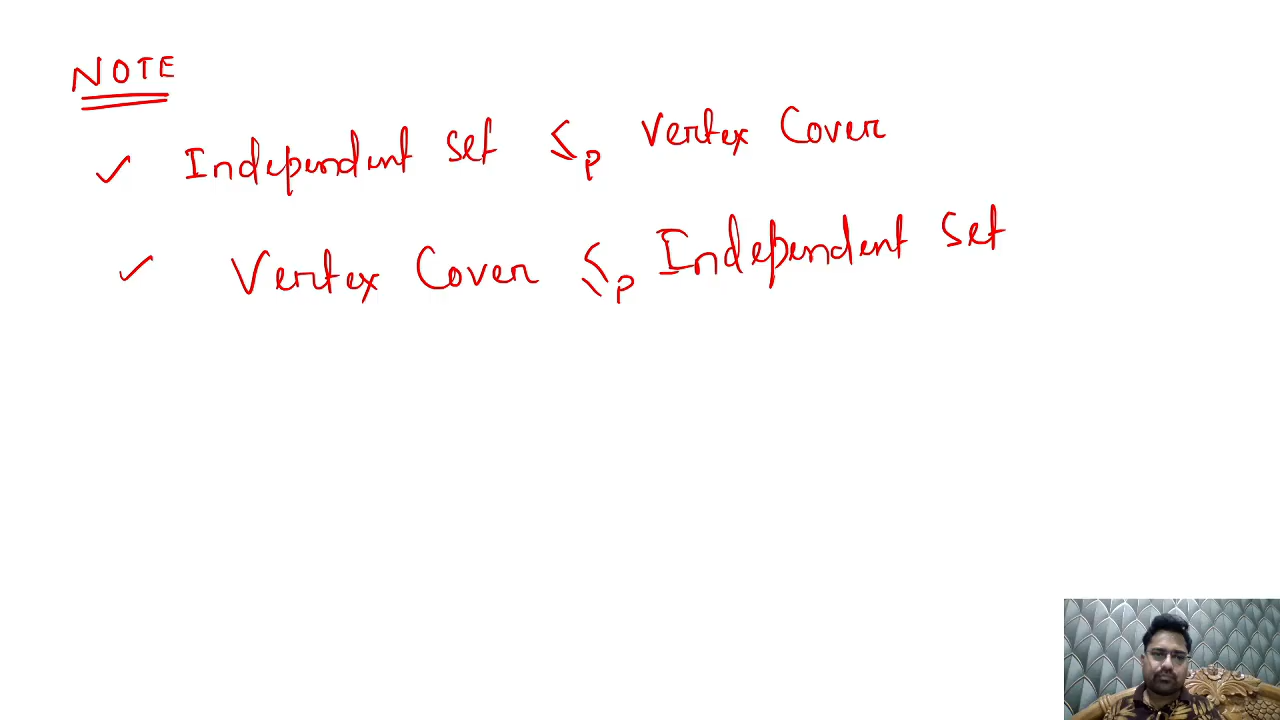 NOTE
✓ Independent set ≤p Vertex Cover
✓ Vertex Cover ≤p Independent Set